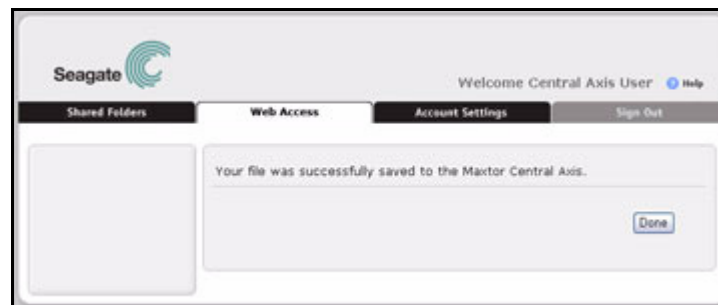 Seagate
Welcome Central Axis User ? Help
Shared Folders Web Access Account Settings Sign Out
Your file was successfully saved to the Maxtor Central Axis.
Done